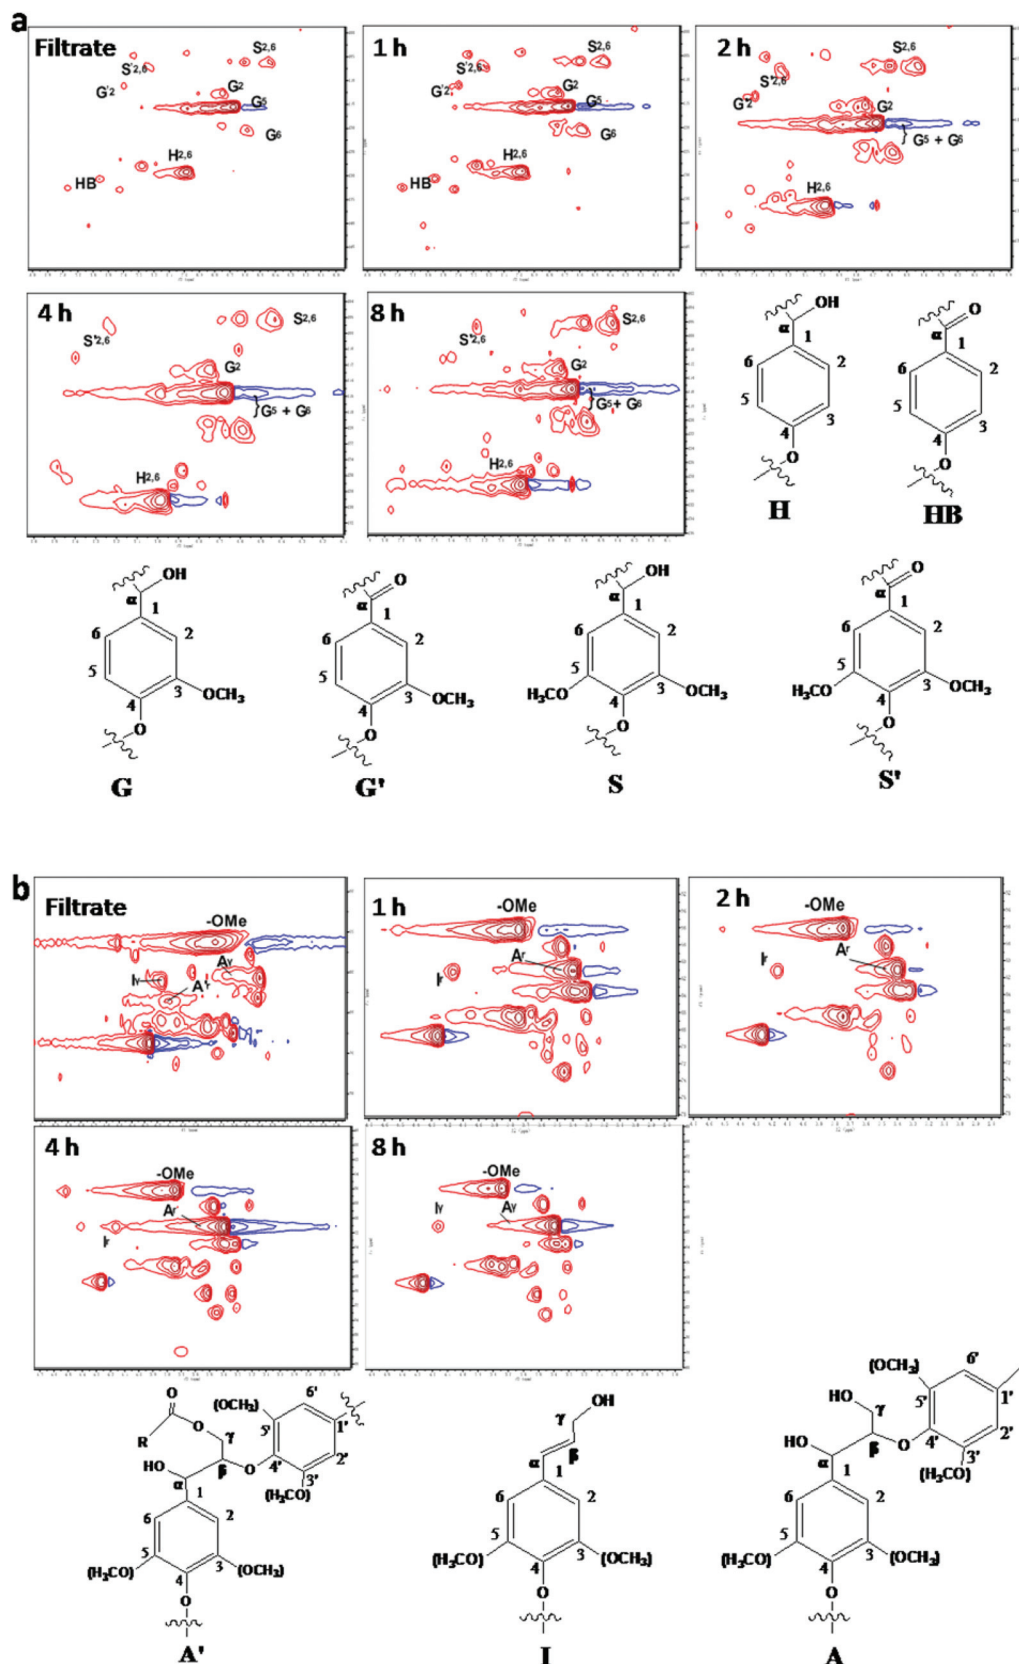 a
Filtrate
S2,6
S'2,6
G'2
G2
G5
G6
H2,6
HB
1 h
S2,6
S'2,6
G'2
G2
G5
G6
H2,6
HB
2 h
S2,6
S'2,6
G'2
G2
G5 + G6
H2,6
4 h
S2,6
S'2,6
G2
G5 + G6
H2,6
8 h
S2,6
S'2,6
G2
G5 + G6
H2,6
OH
α
1
6
2
5
3
4
O
H
O
α
1
6
2
5
3
4
O
HB
OH
α
1
6
2
5
3
OCH3
4
O
G
O
α
1
6
2
5
3
OCH3
4
O
G'
OH
α
1
6
2
5
3
H3CO
OCH3
4
O
S
O
α
1
6
2
5
3
H3CO
OCH3
4
O
S'
b
Filtrate
-OMe
Aγ
Iγ
A'γ
1 h
-OMe
Ar
Ir
2 h
-OMe
Ar
Ir
4 h
-OMe
Ar
Ir
8 h
-OMe
Iγ
Aγ
O
R
O
(OCH3)
6'
5'
1'
γ
4'
2'
HO
β
O
3'
α
(H3CO)
1
6
2
5
3
(H3CO)
(OCH3)
4
O
A'
OH
γ
α
β
1
6
2
5
3
(H3CO)
(OCH3)
4
O
I
(OCH3)
6'
HO
5'
1'
γ
HO
β
O
4'
2'
α
3'
(H3CO)
1
6
2
5
3
(H3CO)
(OCH3)
4
O
A